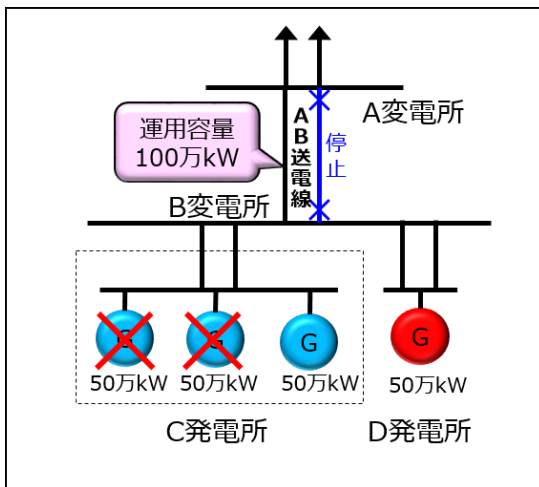 A変電所
運用容量
100万kW
AB送電線
停止
B変電所
G
G
G
G
50万kW
50万kW
50万kW
50万kW
C発電所
D発電所